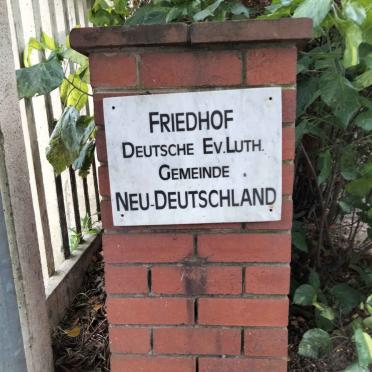 FRIEDHOF
DEUTSCHE EV.LUTH.
GEMEINDE
NEU-DEUTSCHLAND